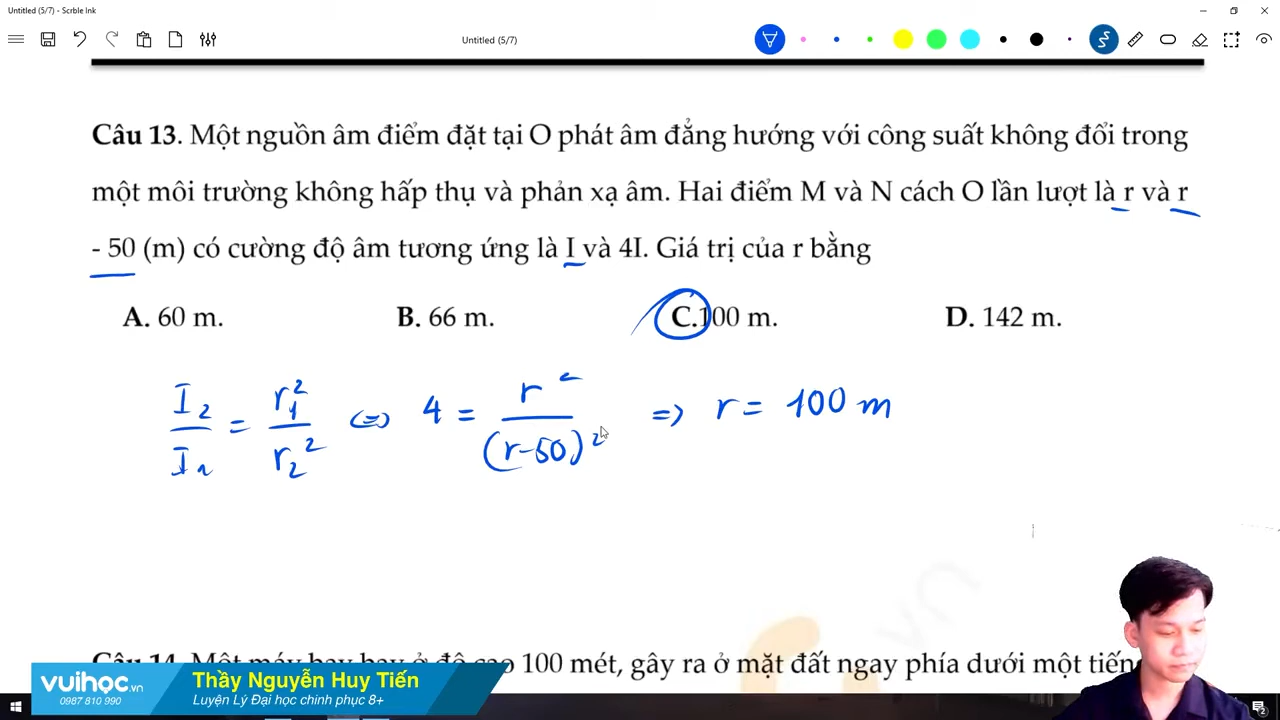 Untitled (5/7) - Scrble Ink
Untitled (5/7)
Câu 13. Một nguồn âm điểm đặt tại O phát âm đẳng hướng với công suất không đổi trong
một môi trường không hấp thụ và phản xạ âm. Hai điểm M và N cách O lần lượt là r và r
- 50 (m) có cường độ âm tương ứng là I và 4I. Giá trị của r bằng
A. 60 m. B. 66 m. C. 100 m. D. 142 m.
I₂/I₁ = r₁²/r₂² ⇔ 4 = r²/(r-50)² ⇒ r = 100 m
Câu 14. Một máy bay bay ở độ cao 100 mét, gây ra ở mặt đất ngay phía dưới một tiếng
vuihọc.vn
0987 810 990
Thầy Nguyễn Huy Tiến
Luyện Lý Đại học chinh phục 8+